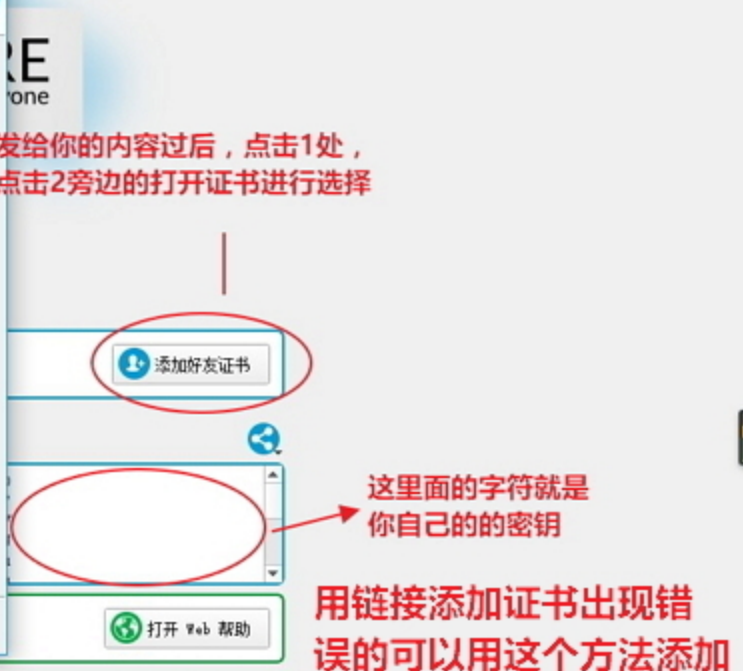 RE
yone
发给你的内容过后，点击1处，
点击2旁边的打开证书进行选择
添加好友证书
这里面的字符就是
你自己的的密钥
打开 Web 帮助
用链接添加证书出现错
误的可以用这个方法添加